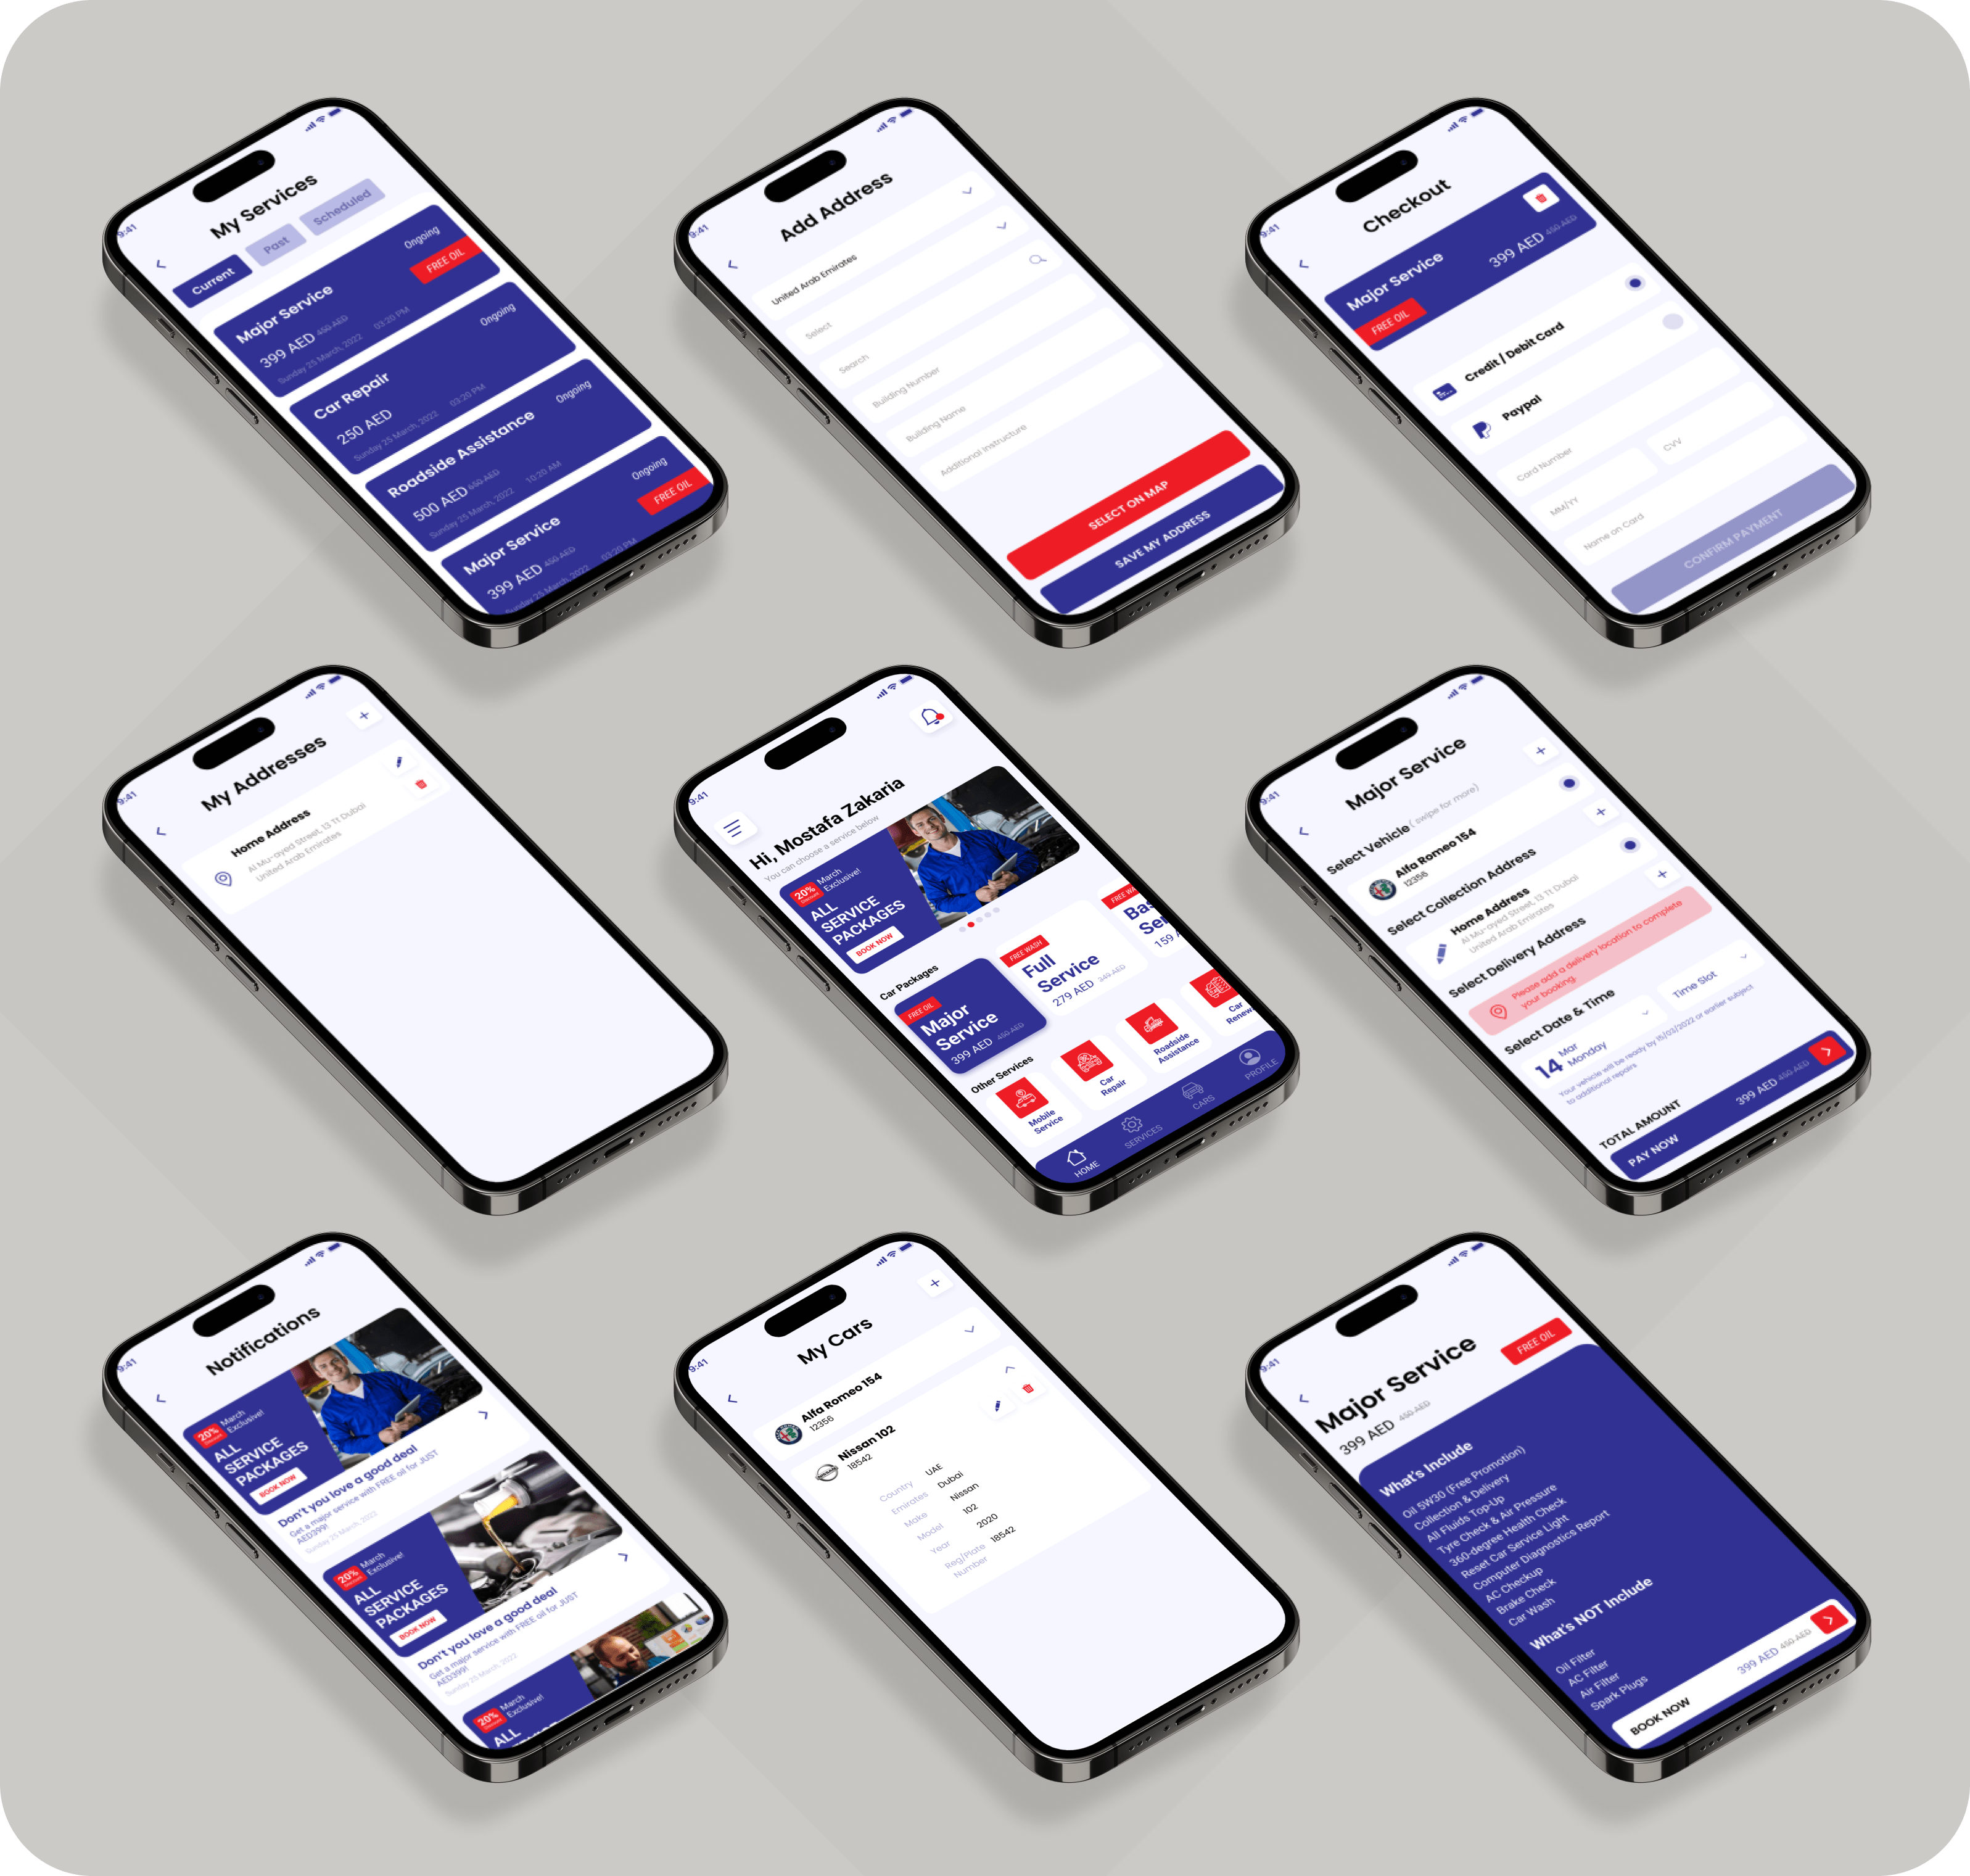 9:41
My Services
Current
Past
Scheduled
Major Service
Ongoing
FREE OIL
399 AED 450 AED
Sunday 25 March, 2022 03:20 PM
Car Repair
Ongoing
250 AED
Sunday 25 March, 2022 03:20 PM
Roadside Assistance
Ongoing
500 AED 650 AED
Sunday 25 March, 2022 10:20 AM
Major Service
Ongoing
FREE OIL
399 AED 450 AED
Sunday 25 March, 2022 03:20 PM
9:41
Add Address
United Arab Emirates
Select
Search
Building Number
Building Name
Additional Instructure
SELECT ON MAP
SAVE MY ADDRESS
9:41
Checkout
Major Service
399 AED 450 AED
FREE OIL
Credit / Debit Card
Paypal
Card Number
MM/YY
CVV
Name on Card
CONFIRM PAYMENT
9:41
My Addresses
Home Address
Al Mu-ayed Street, 13 Tt Dubai
United Arab Emirates
9:41
Hi, Mostafa Zakaria
You can choose a service below
20%
Discount
March
Exclusive!
ALL
SERVICE
PACKAGES
BOOK NOW
Car Packages
FREE OIL
Major
Service
399 AED 450 AED
FREE WASH
Full
Service
279 AED 349 AED
FREE WA
Bas
Ser
159 A
Other Services
Mobile
Service
Car
Repair
Roadside
Assistance
Car
Renew
HOME
SERVICES
CARS
PROFILE
9:41
Major Service
Select Vehicle ( swipe for more)
Alfa Romeo 154
12356
Select Collection Address
Home Address
Al Mu-ayed Street, 13 Tt Dubai
United Arab Emirates
Select Delivery Address
Please add a delivery location to complete
your booking
Select Date & Time
14
Mar
Monday
Time Slot
Your vehicle will be ready by 15/03/2022 or earlier subject
to additional repairs
TOTAL AMOUNT
PAY NOW
399 AED 450 AED
9:41
Notifications
20%
Discount
March
Exclusive!
ALL
SERVICE
PACKAGES
BOOK NOW
Don't you love a good deal
Get a major service with FREE oil for JUST
AED399!
Sunday 25 March, 2022
20%
Discount
March
Exclusive!
ALL
SERVICE
PACKAGES
BOOK NOW
Don't you love a good deal
Get a major service with FREE oil for JUST
AED399!
Sunday 25 March, 2022
20%
Discount
March
Exclusive!
ALL
9:41
My Cars
Alfa Romeo 154
12356
NISSAN
Nissan 102
18542
Country UAE
Emirates Dubai
Make Nissan
Model 102
Year 2020
Reg/Plate
Number
18542
9:41
Major Service
FREE OIL
399 AED 450 AED
What's Include
Oil 5W30 (Free Promotion)
Collection & Delivery
All Fluids Top-Up
Tyre Check & Air Pressure
360-degree Health Check
Reset Car Service Light
Computer Diagnostics Report
AC Checkup
Brake Check
Car Wash
What's NOT Include
Oil Filter
AC Filter
Air Filter
Spark Plugs
BOOK NOW
399 AED 450 AED